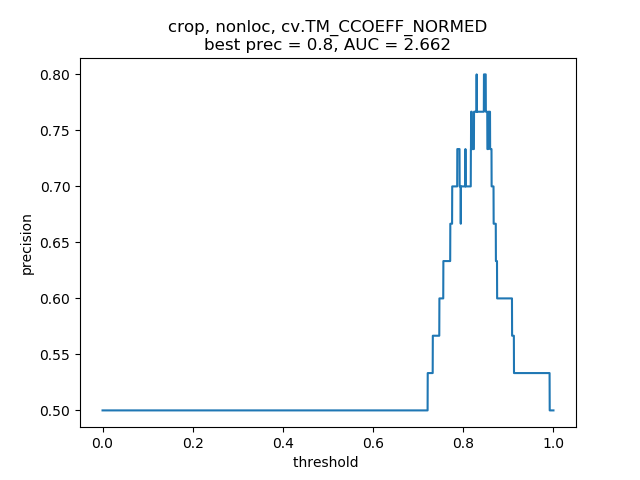 crop, nonloc, cv.TM_CCOEFF_NORMED
best prec = 0.8, AUC = 2.662
0.80
0.75
0.70
0.65
0.60
0.55
0.50
precision
0.0 0.2 0.4 0.6 0.8 1.0
threshold